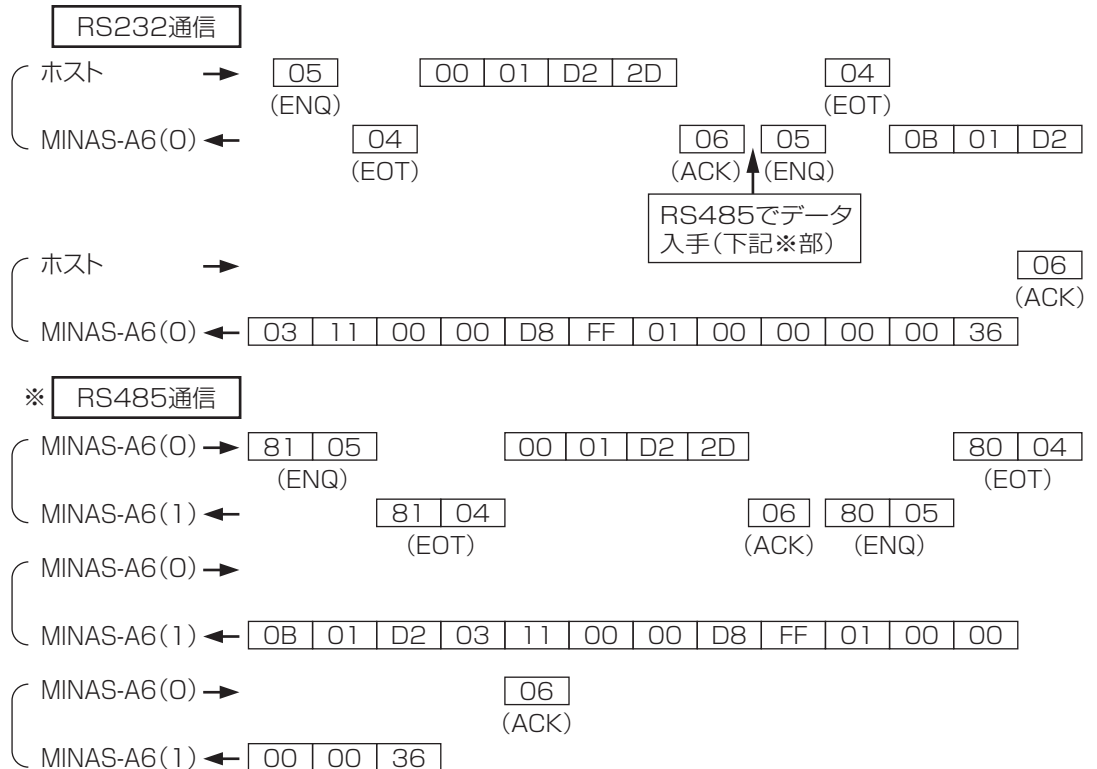 RS232通信
ホスト → 05 00 01 D2 2D 04
(ENQ) (EOT)
MINAS-A6(0) ← 04 06 05 0B 01 D2
(EOT) (ACK) (ENQ)
RS485でデータ
入手(下記※部)
ホスト → 06
(ACK)
MINAS-A6(0) ← 03 11 00 00 D8 FF 01 00 00 00 00 36
※ RS485通信
MINAS-A6(0) → 81 05 00 01 D2 2D 80 04
(ENQ) (EOT)
MINAS-A6(1) ← 81 04 06 80 05
(EOT) (ACK) (ENQ)
MINAS-A6(0) →
MINAS-A6(1) ← 0B 01 D2 03 11 00 00 D8 FF 01 00 00
MINAS-A6(0) → 06
(ACK)
MINAS-A6(1) ← 00 00 36